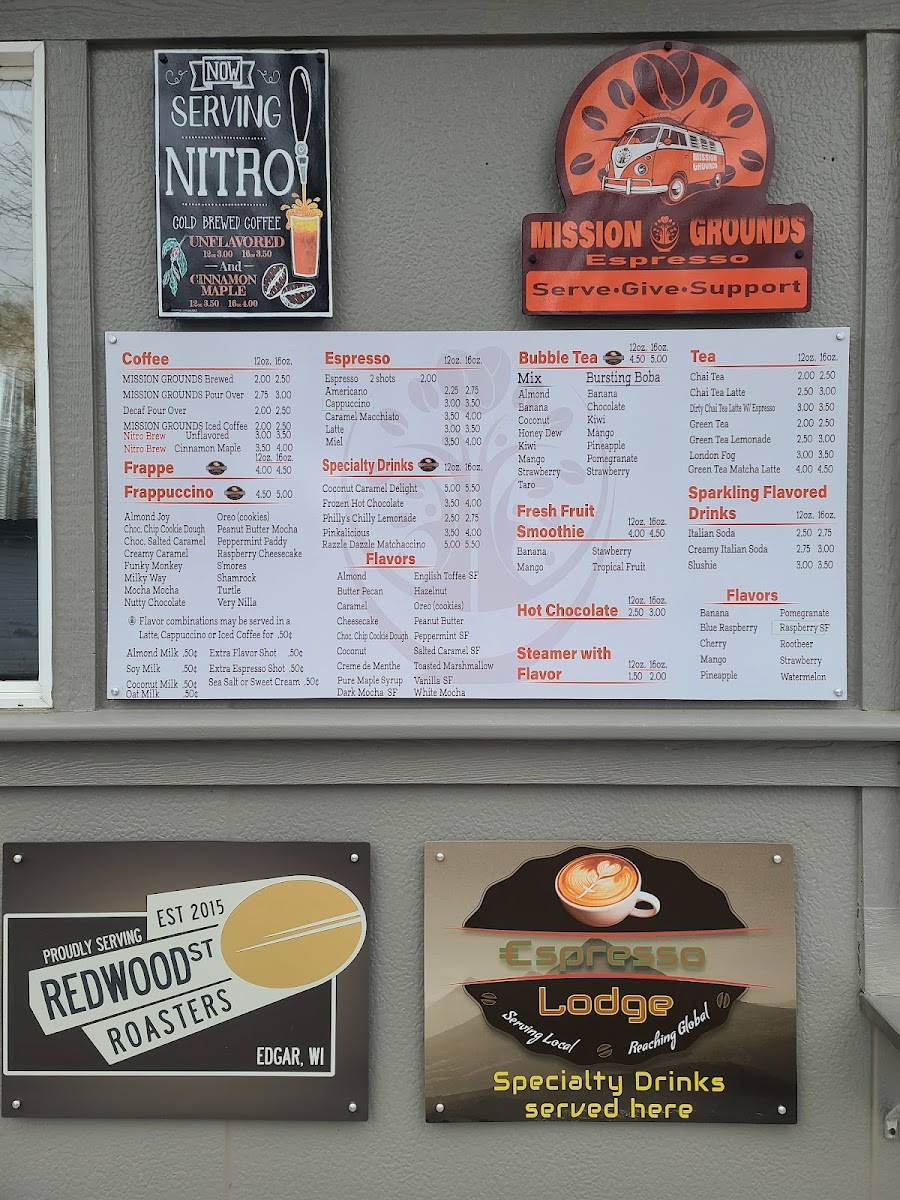 NOW
SERVING
NITRO
COLD BREWED COFFEE
UNFLAVORED
12oz 3.00 16oz 3.50
And
CINNAMON
MAPLE
12oz 3.50 16oz 4.00
MISSION
GROUNDS
MISSION GROUNDS
Espresso
Serve•Give•Support
Coffee 12oz. 16oz.
MISSION GROUNDS Brewed 2.00 2.50
MISSION GROUNDS Pour Over 2.75 3.00
Decaf Pour Over 2.00 2.50
MISSION GROUNDS Iced Coffee 2.00 2.50
Nitro Brew Unflavored 3.00 3.50
Nitro Brew Cinnamon Maple 3.50 4.00
12oz. 16oz.
Frappe 4.00 4.50
Frappuccino 4.50 5.00
Almond Joy Oreo (cookies)
Choc. Chip Cookie Dough Peanut Butter Mocha
Choc. Salted Caramel Peppermint Paddy
Creamy Caramel Raspberry Cheesecake
Funky Monkey S'mores
Milky Way Shamrock
Mocha Mocha Turtle
Nutty Chocolate Very Nilla
Flavor combinations may be served in a
Latte, Cappuccino or Iced Coffee for .50¢
Almond Milk .50¢ Extra Flavor Shot .50¢
Soy Milk .50¢ Extra Espresso Shot .50¢
Coconut Milk .50¢ Sea Salt or Sweet Cream .50¢
Oat Milk .50¢
Espresso 12oz. 16oz.
Espresso 2 shots 2.00
Americano 2.25 2.75
Cappuccino 3.00 3.50
Caramel Macchiato 3.50 4.00
Latte 3.00 3.50
Miel 3.50 4.00
Specialty Drinks 12oz. 16oz.
Coconut Caramel Delight 5.00 5.50
Frozen Hot Chocolate 3.50 4.00
Philly's Chilly Lemonade 2.50 2.75
Pinkalicious 3.50 4.00
Razzle Dazzle Matchaccino 5.00 5.50
Flavors
Almond English Toffee SF
Butter Pecan Hazelnut
Caramel Oreo (cookies)
Cheesecake Peanut Butter
Choc. Chip Cookie Dough Peppermint SF
Coconut Salted Caramel SF
Creme de Menthe Toasted Marshmallow
Pure Maple Syrup Vanilla SF
Dark Mocha SF White Mocha
Bubble Tea 12oz. 16oz.
4.50 5.00
Mix Bursting Boba
Almond Banana
Banana Chocolate
Coconut Kiwi
Honey Dew Mango
Kiwi Pineapple
Mango Pomegranate
Strawberry Strawberry
Taro
Fresh Fruit
Smoothie 12oz. 16oz.
4.00 4.50
Banana Stawberry
Mango Tropical Fruit
12oz. 16oz.
Hot Chocolate 2.50 3.00
Steamer with
Flavor 12oz. 16oz.
1.50 2.00
Tea 12oz. 16oz.
Chai Tea 2.00 2.50
Chai Tea Latte 2.50 3.00
Dirty Chai Tea Latte W/ Espresso 3.00 3.50
Green Tea 2.00 2.50
Green Tea Lemonade 2.50 3.00
London Fog 3.00 3.50
Green Tea Matcha Latte 4.00 4.50
Sparkling Flavored
Drinks 12oz. 16oz.
Italian Soda 2.50 2.75
Creamy Italian Soda 2.75 3.00
Slushie 3.00 3.50
Flavors
Banana Pomegranate
Blue Raspberry Raspberry SF
Cherry Rootbeer
Mango Strawberry
Pineapple Watermelon
PROUDLY SERVING EST 2015
REDWOOD ST
ROASTERS
EDGAR, WI
Espresso
Lodge
Serving Local Reaching Global
Specialty Drinks
served here